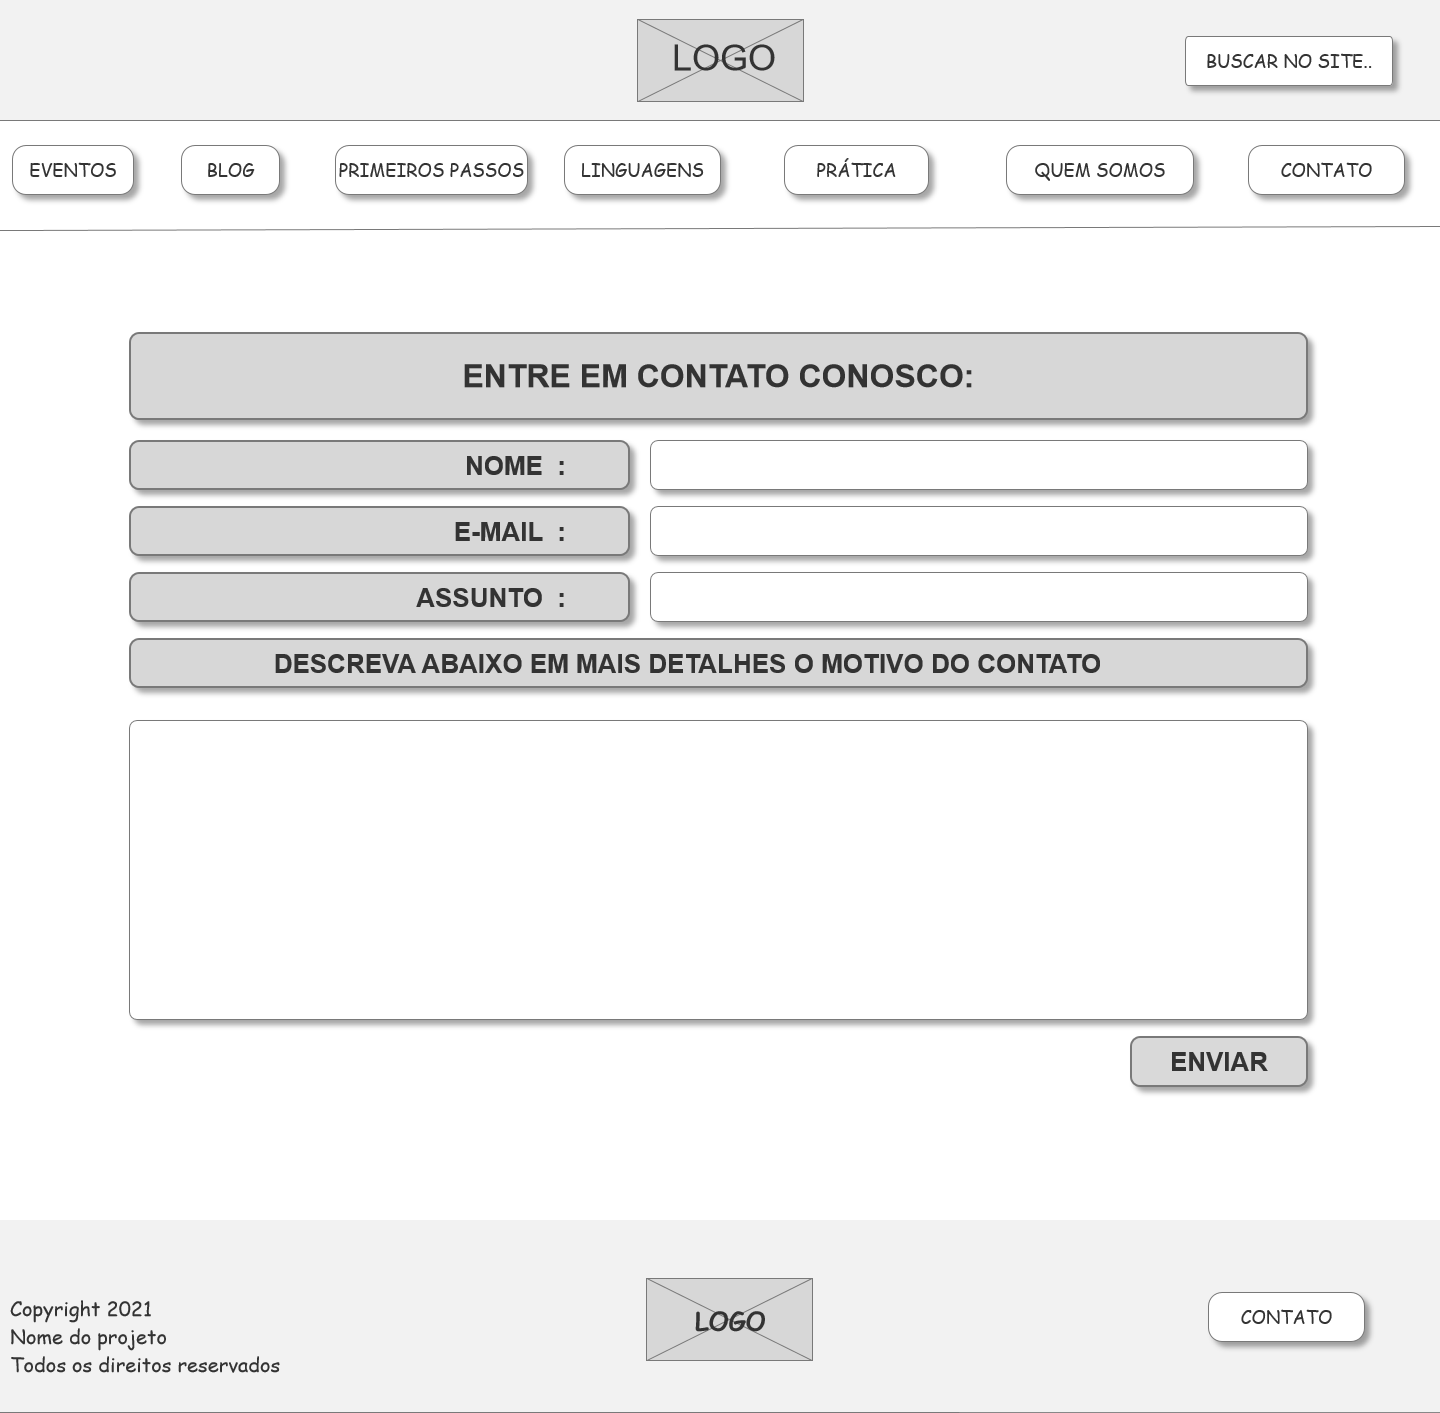 LOGO
BUSCAR NO SITE..
EVENTOS
BLOG
PRIMEIROS PASSOS
LINGUAGENS
PRÁTICA
QUEM SOMOS
CONTATO
ENTRE EM CONTATO CONOSCO:
NOME :
E-MAIL :
ASSUNTO :
DESCREVA ABAIXO EM MAIS DETALHES O MOTIVO DO CONTATO
ENVIAR
Copyright 2021
Nome do projeto
Todos os direitos reservados
LOGO
CONTATO